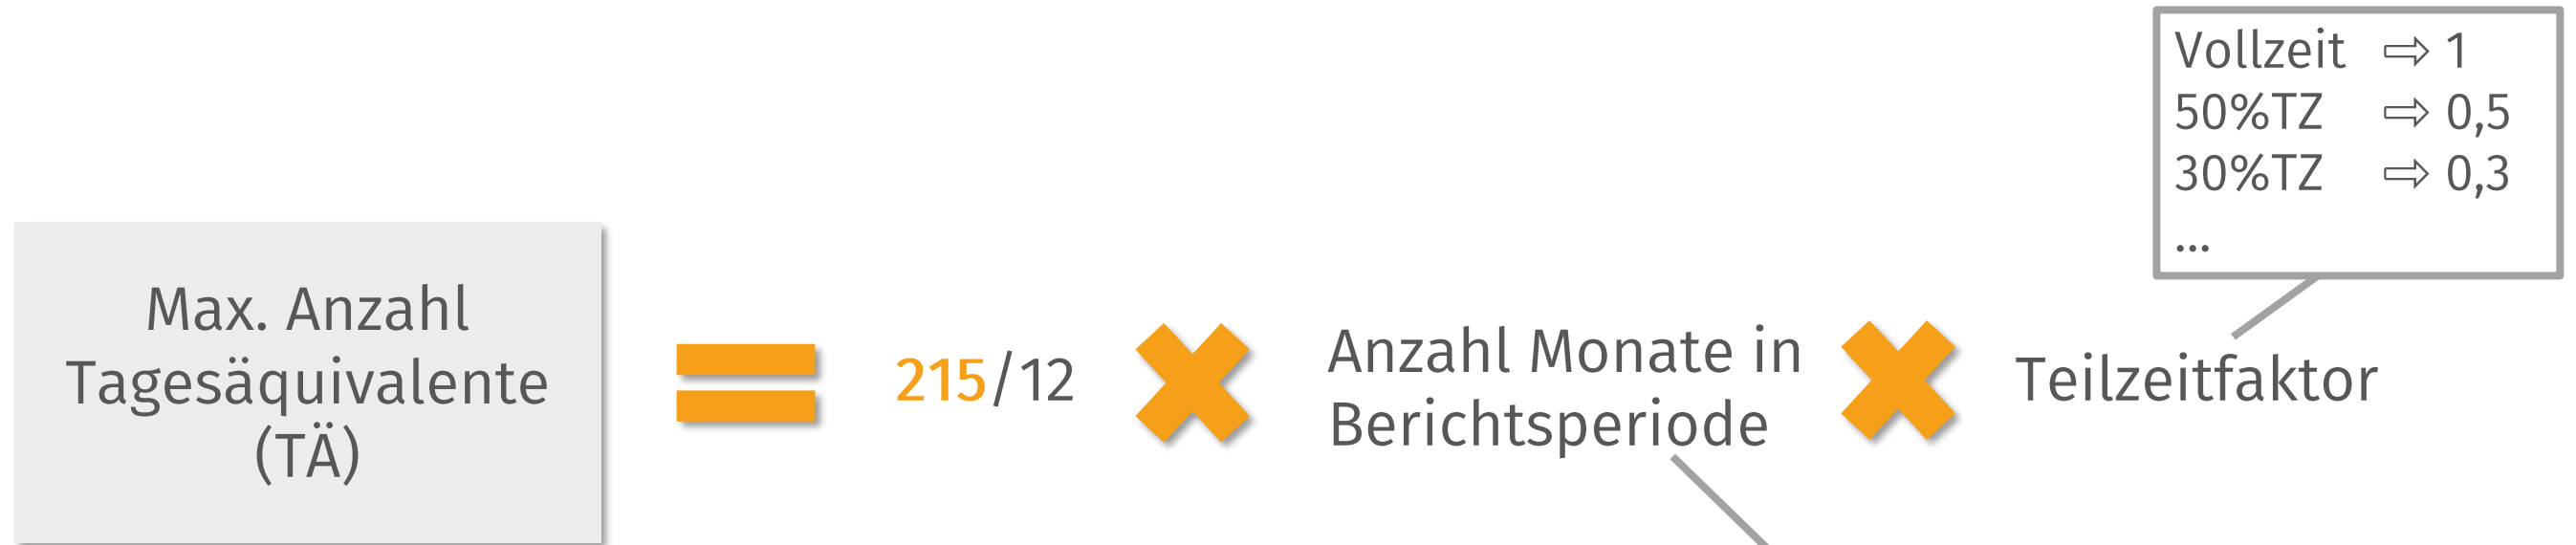 Vollzeit ⇨ 1
50%TZ ⇨ 0,5
30%TZ ⇨ 0,3
...
Max. Anzahl
Tagesäquivalente
(TÄ)
=
215/12
✖
Anzahl Monate in
Berichtsperiode
✖
Teilzeitfaktor